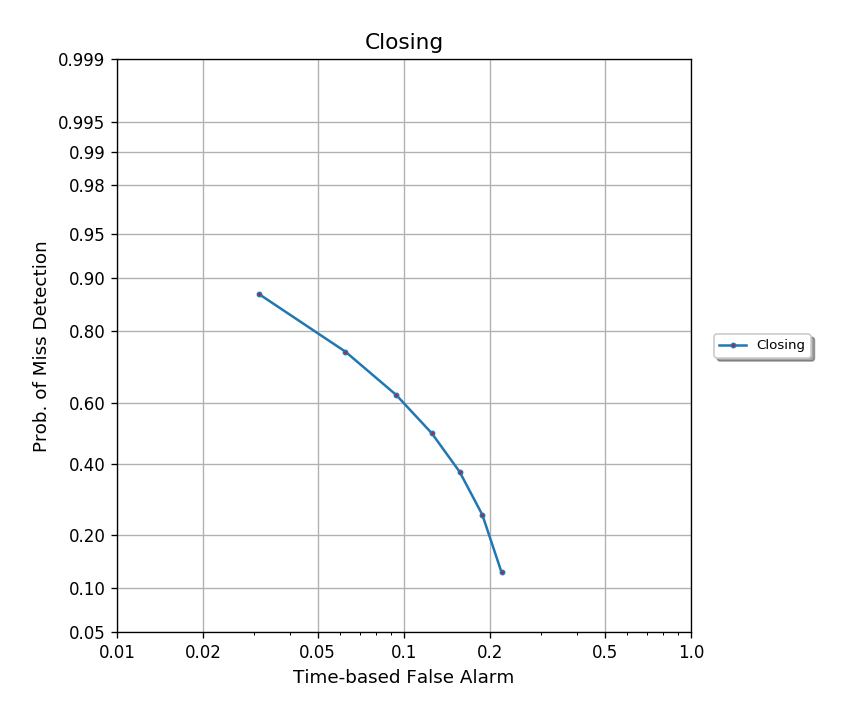 Closing
0.999
0.995
0.99
0.98
0.95
0.90
0.80
0.60
0.40
0.20
0.10
0.05
Prob. of Miss Detection
0.01 0.02 0.05 0.1 0.2 0.5 1.0
Time-based False Alarm
Closing